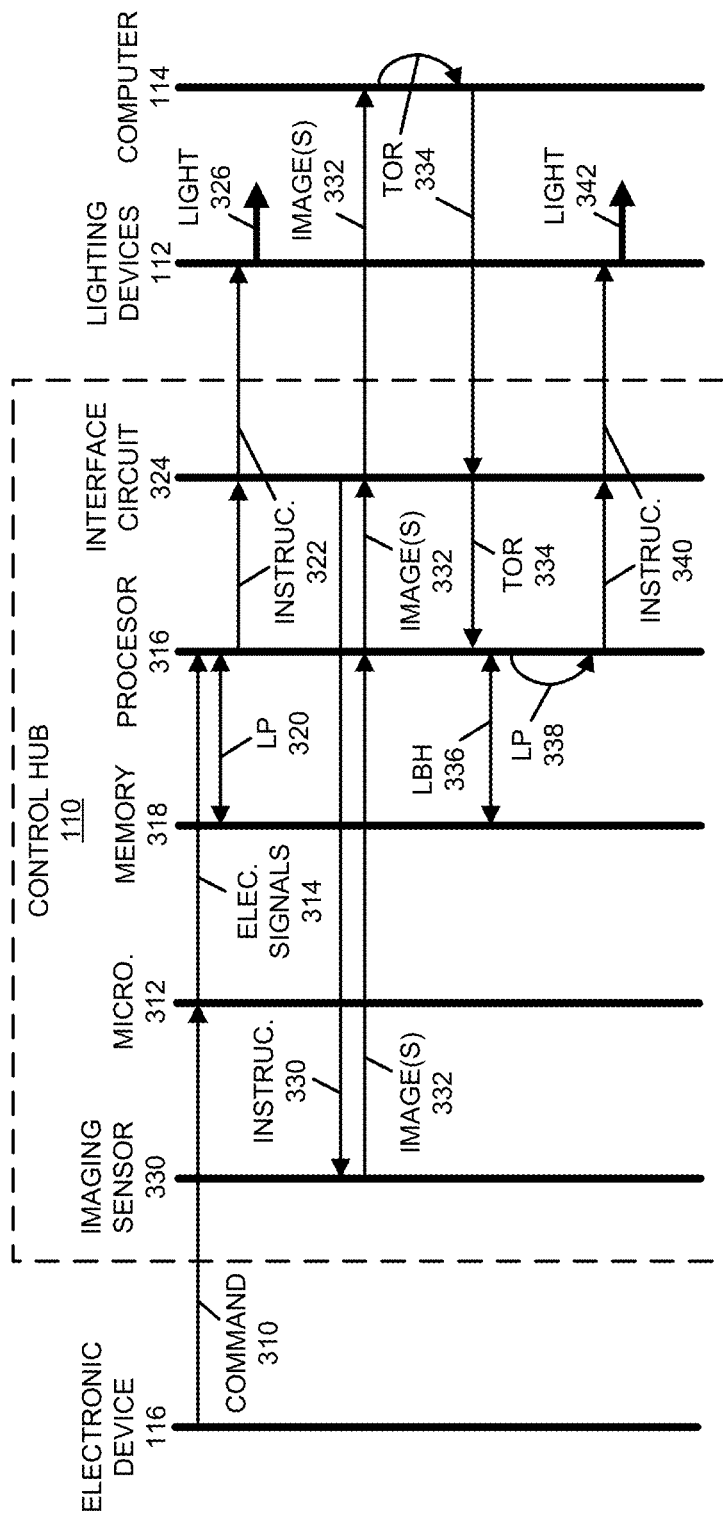 CONTROL HUB
110
ELECTRONIC
DEVICE
116
IMAGING
SENSOR
330
MICRO.
312
MEMORY
318
PROCESOR
316
INTERFACE
CIRCUIT
324
LIGHTING
DEVICES
112
COMPUTER
114
COMMAND
310
ELEC.
SIGNALS
314
LP
320
INSTRUC.
322
LIGHT
326
INSTRUC.
330
IMAGE(S)
332
IMAGE(S)
332
IMAGE(S)
332
TOR
334
TOR
334
LBH
336
LP
338
INSTRUC.
340
LIGHT
342